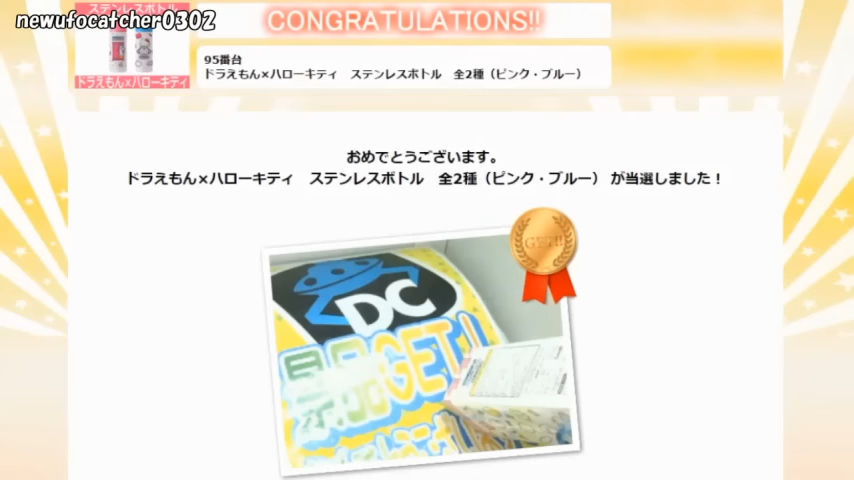 newufocatcher0302
CONGRATULATIONS!!
ステンレスボトル
ドラえもん×ハローキティ
95番台
ドラえもん×ハローキティ　ステンレスボトル　全2種（ピンク・ブルー）
おめでとうございます。
ドラえもん×ハローキティ　ステンレスボトル　全2種（ピンク・ブルー） が当選しました！
GET!!
DC
景品GET!